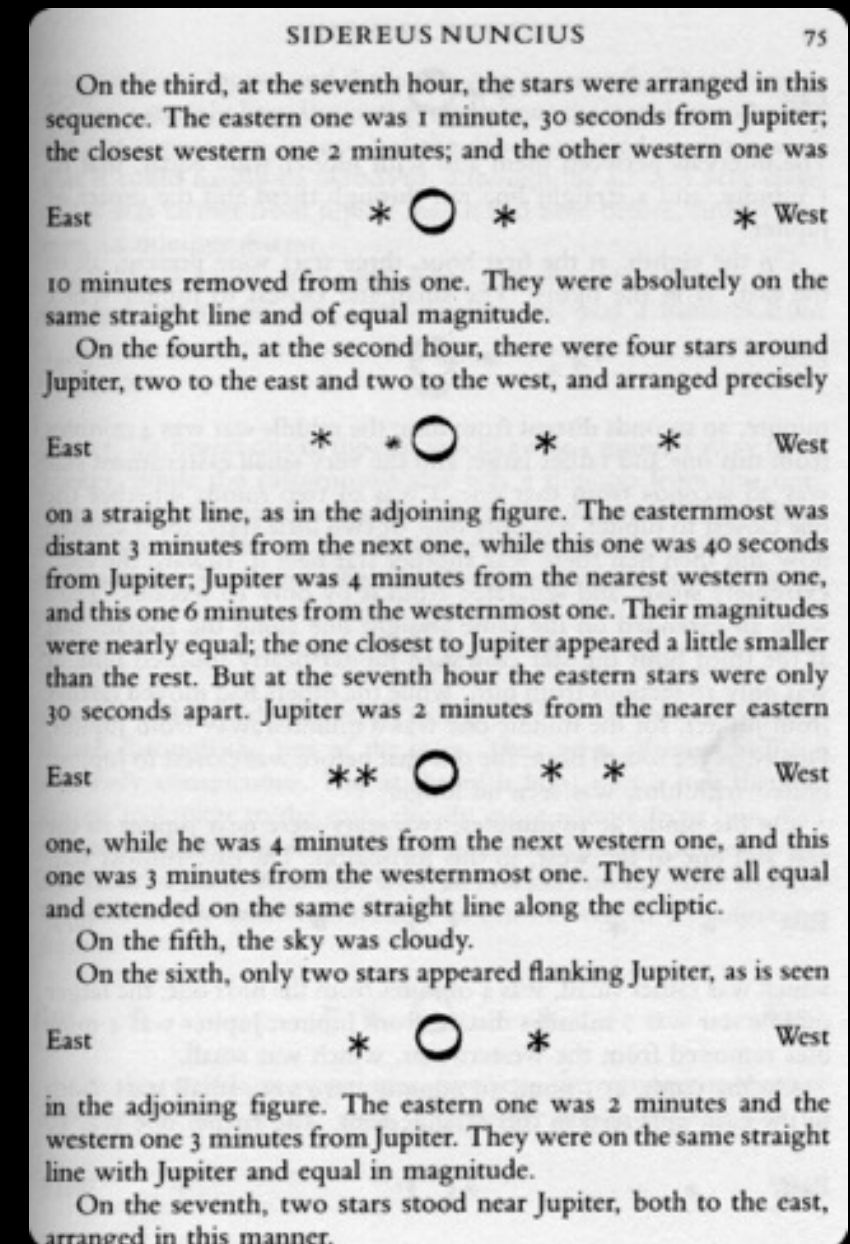 SIDEREUS NUNCIUS 75
On the third, at the seventh hour, the stars were arranged in this
sequence. The eastern one was 1 minute, 30 seconds from Jupiter;
the closest western one 2 minutes; and the other western one was
East * O * * West
10 minutes removed from this one. They were absolutely on the
same straight line and of equal magnitude.
On the fourth, at the second hour, there were four stars around
Jupiter, two to the east and two to the west, and arranged precisely
East * * O * * West
on a straight line, as in the adjoining figure. The easternmost was
distant 3 minutes from the next one, while this one was 40 seconds
from Jupiter; Jupiter was 4 minutes from the nearest western one,
and this one 6 minutes from the westernmost one. Their magnitudes
were nearly equal; the one closest to Jupiter appeared a little smaller
than the rest. But at the seventh hour the eastern stars were only
30 seconds apart. Jupiter was 2 minutes from the nearer eastern
East ** O * * West
one, while he was 4 minutes from the next western one, and this
one was 3 minutes from the westernmost one. They were all equal
and extended on the same straight line along the ecliptic.
On the fifth, the sky was cloudy.
On the sixth, only two stars appeared flanking Jupiter, as is seen
East * O * West
in the adjoining figure. The eastern one was 2 minutes and the
western one 3 minutes from Jupiter. They were on the same straight
line with Jupiter and equal in magnitude.
On the seventh, two stars stood near Jupiter, both to the east,
arranged in this manner.